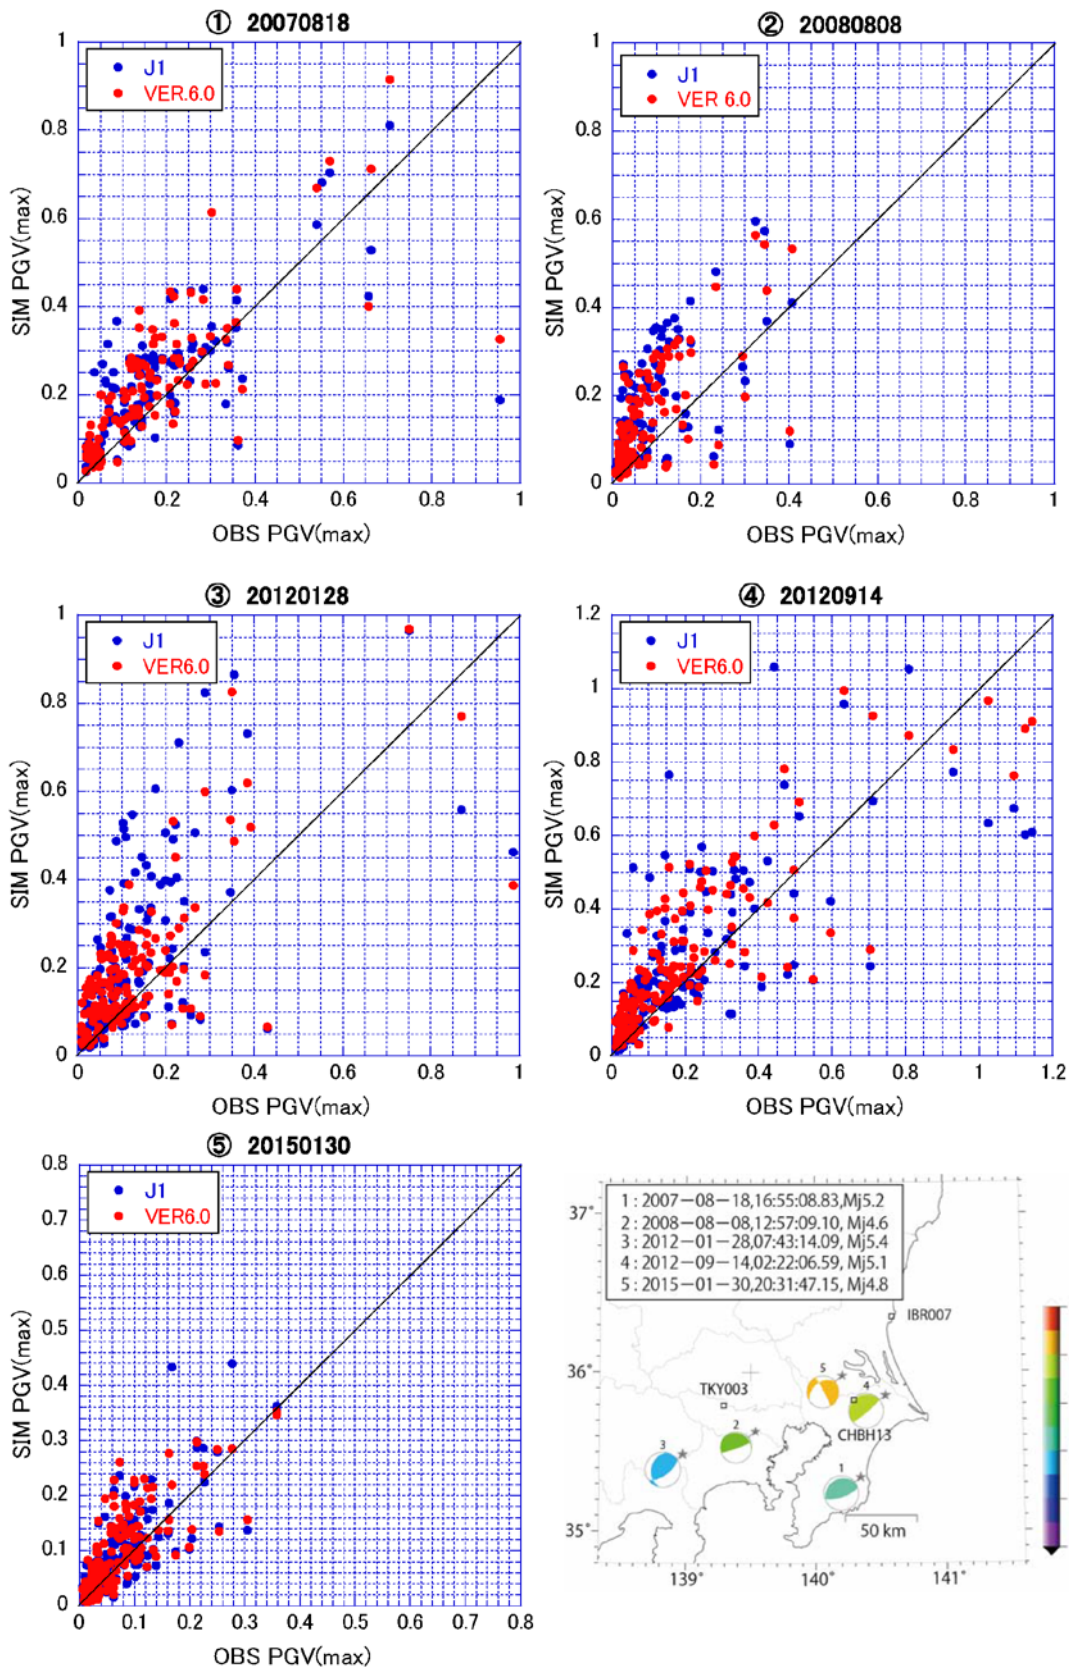 ① 20070818
1
0.8
0.6
0.4
0.2
0
J1
VER.6.0
SIM PGV(max)
0 0.2 0.4 0.6 0.8 1
OBS PGV(max)
② 20080808
1
0.8
0.6
0.4
0.2
0
J1
VER 6.0
SIM PGV(max)
0 0.2 0.4 0.6 0.8 1
OBS PGV(max)
③ 20120128
1
0.8
0.6
0.4
0.2
0
J1
VER6.0
SIM PGV(max)
0 0.2 0.4 0.6 0.8 1
OBS PGV(max)
④ 20120914
1.2
1
0.8
0.6
0.4
0.2
0
J1
VER6.0
SIM PGV(max)
0 0.2 0.4 0.6 0.8 1 1.2
OBS PGV(max)
⑤ 20150130
0.8
0.7
0.6
0.5
0.4
0.3
0.2
0.1
0
J1
VER6.0
SIM PGV(max)
0 0.1 0.2 0.3 0.4 0.5 0.6 0.7 0.8
OBS PGV(max)
1 : 2007-08-18,16:55:08.83,Mj5.2
2 : 2008-08-08,12:57:09.10, Mj4.6
3 : 2012-01-28,07:43:14.09, Mj5.4
4 : 2012-09-14,02:22:06.59, Mj5.1
5 : 2015-01-30,20:31:47.15, Mj4.8
37°
36°
35°
IBR007
TKY003
CHBH13
5
4
2
3
1
50 km
139° 140° 141°